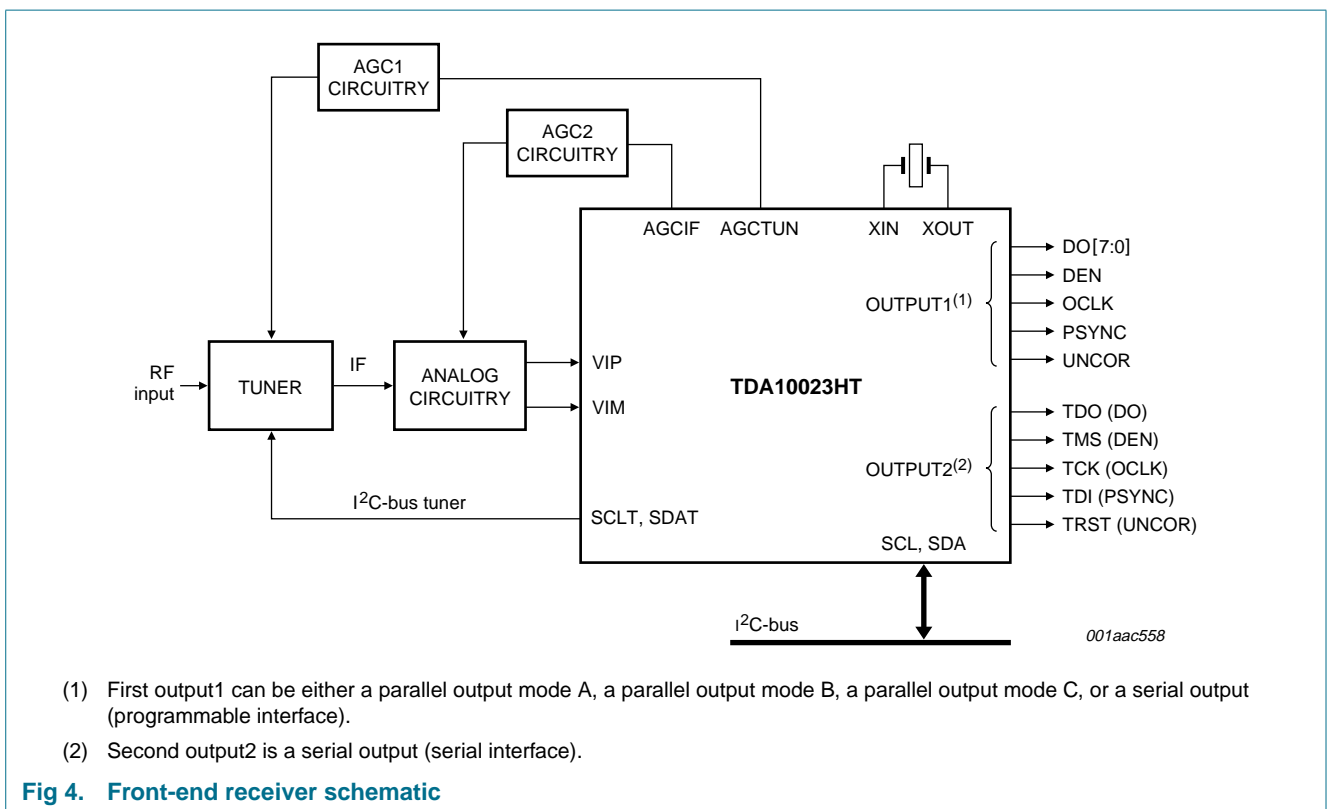 AGC1
CIRCUITRY
AGC2
CIRCUITRY
AGCIF AGCTUN XIN XOUT
DO[7:0]
DEN
OUTPUT1(1)
OCLK
PSYNC
UNCOR
RF
input
TUNER
IF
ANALOG
CIRCUITRY
VIP
VIM
TDA10023HT
TDO (DO)
TMS (DEN)
OUTPUT2(2)
TCK (OCLK)
TDI (PSYNC)
TRST (UNCOR)
I2C-bus tuner
SCLT, SDAT
SCL, SDA
I2C-bus
001aac558
(1) First output1 can be either a parallel output mode A, a parallel output mode B, a parallel output mode C, or a serial output
(programmable interface).
(2) Second output2 is a serial output (serial interface).
Fig 4. Front-end receiver schematic